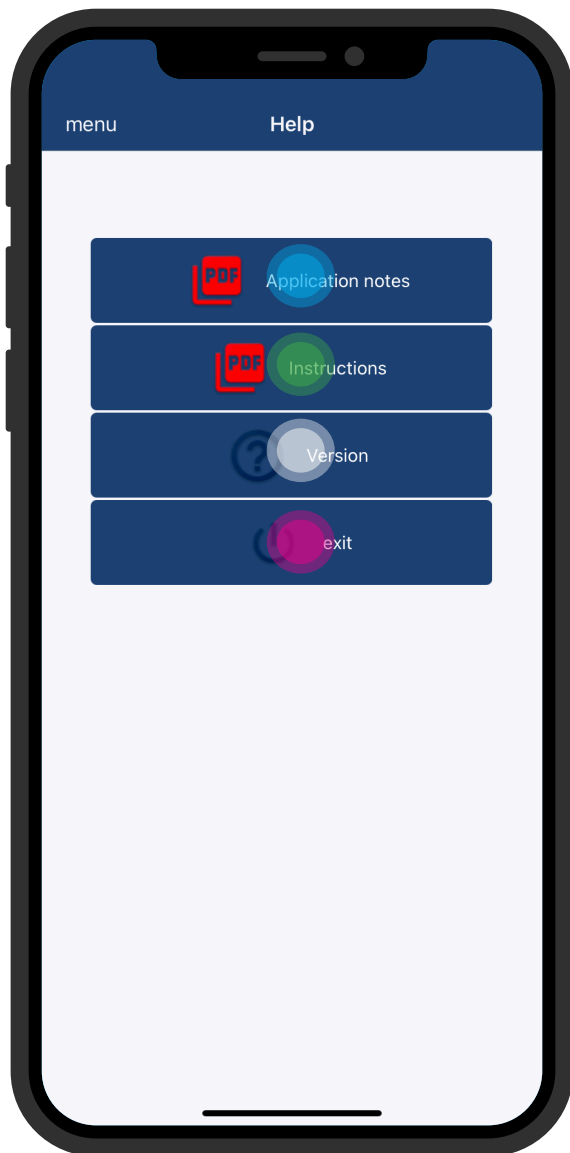 menu Help
PDF Application notes
PDF Instructions
? Version
exit